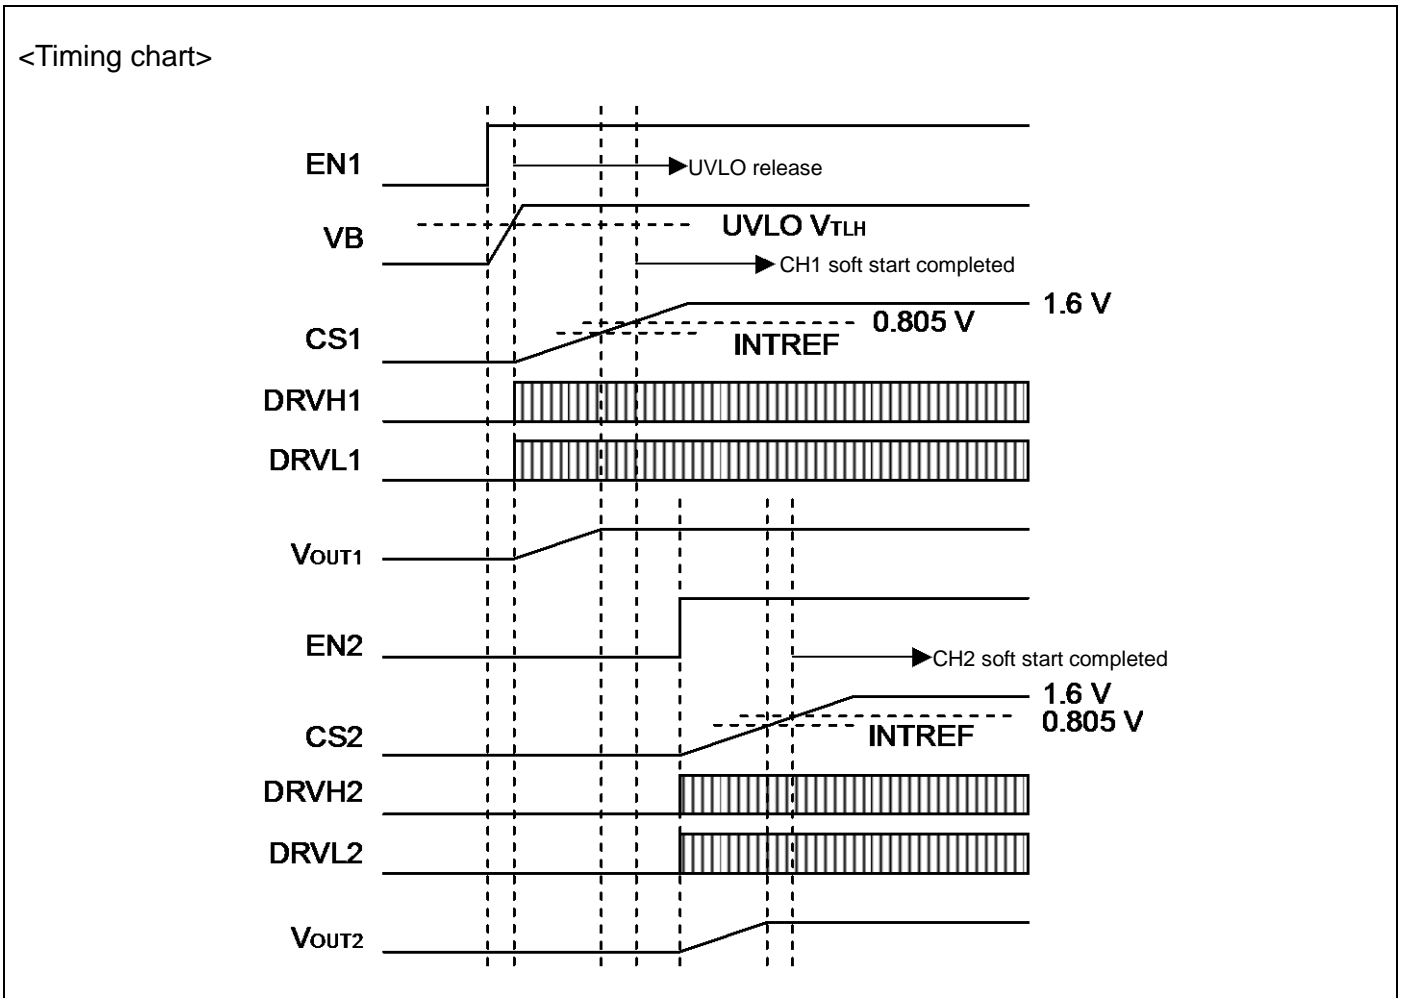 <Timing chart>
EN1
UVLO release
VB
UVLO VTLH
CH1 soft start completed
1.6 V
0.805 V
CS1
INTREF
DRVH1
DRVL1
VOUT1
EN2
CH2 soft start completed
1.6 V
0.805 V
CS2
INTREF
DRVH2
DRVL2
VOUT2